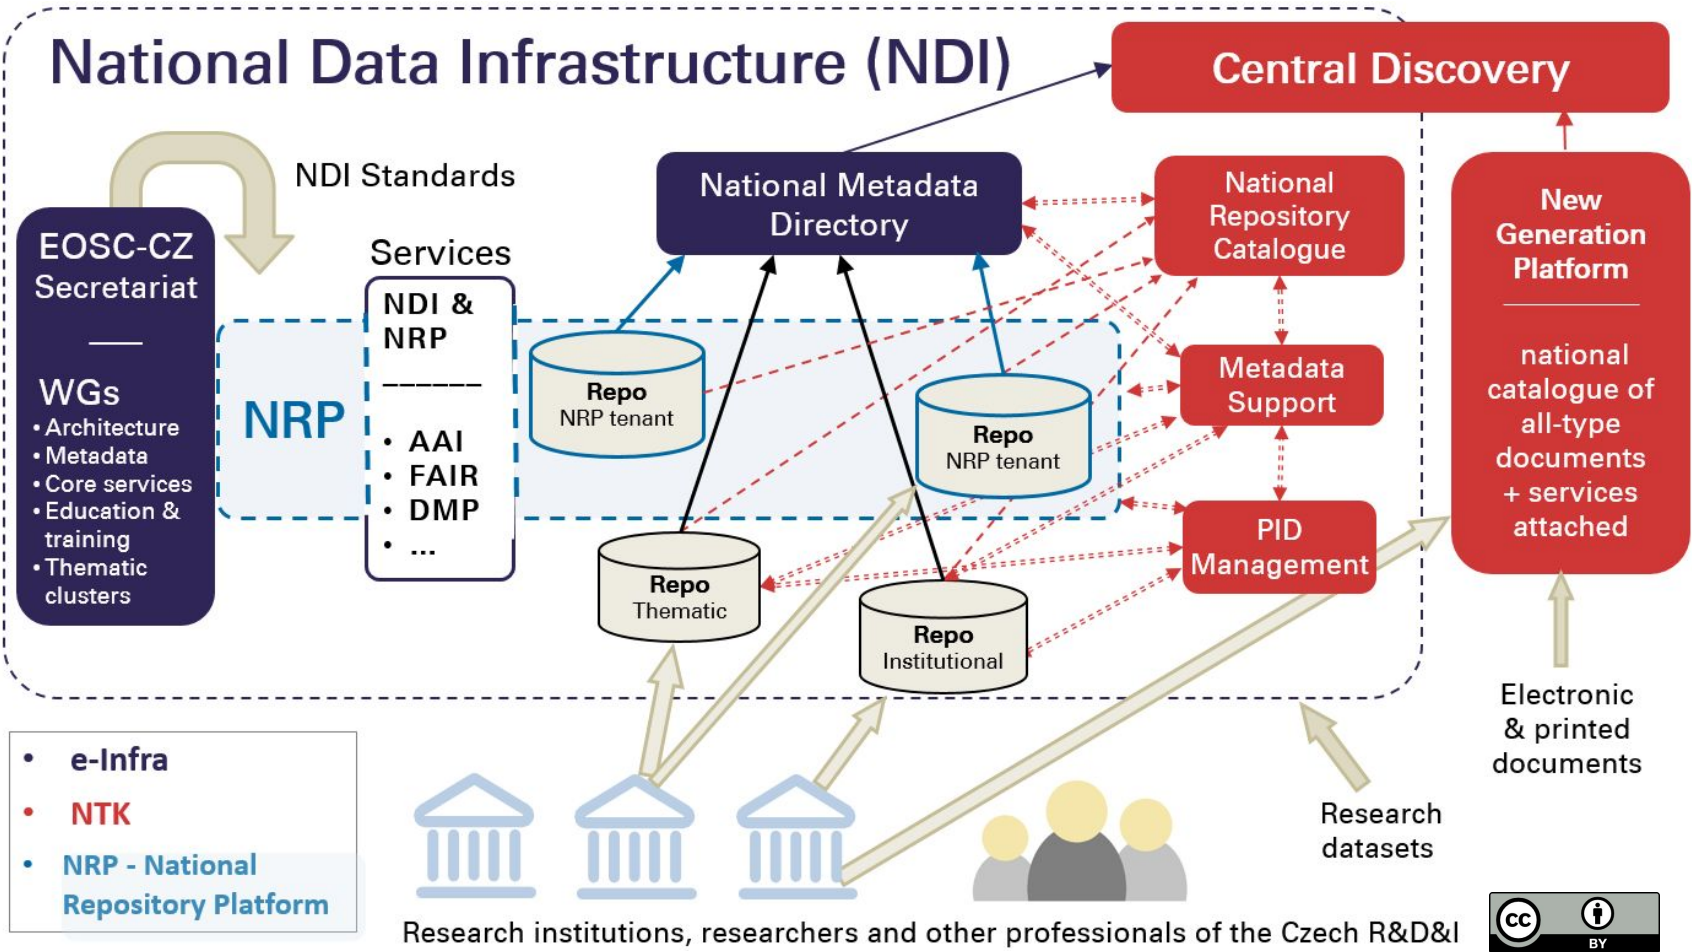 National Data Infrastructure (NDI)
Central Discovery
NDI Standards
EOSC-CZ
Secretariat
WGs
• Architecture
• Metadata
• Core services
• Education &
training
• Thematic
clusters
NRP
Services
NDI &
NRP
• AAI
• FAIR
• DMP
• ...
National Metadata
Directory
Repo
NRP tenant
Repo
NRP tenant
Repo
Thematic
Repo
Institutional
National
Repository
Catalogue
Metadata
Support
PID
Management
New
Generation
Platform
national
catalogue of
all-type
documents
+ services
attached
Electronic
& printed
documents
Research
datasets
• e-Infra
• NTK
• NRP - National
Repository Platform
Research institutions, researchers and other professionals of the Czech R&D&I
cc
BY